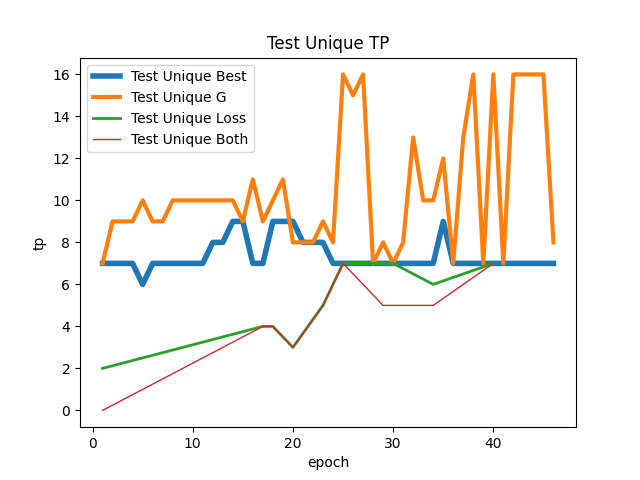 Test Unique TP
Test Unique Best
Test Unique G
Test Unique Loss
Test Unique Both
tp
16
14
12
10
8
6
4
2
0
0 10 20 30 40
epoch